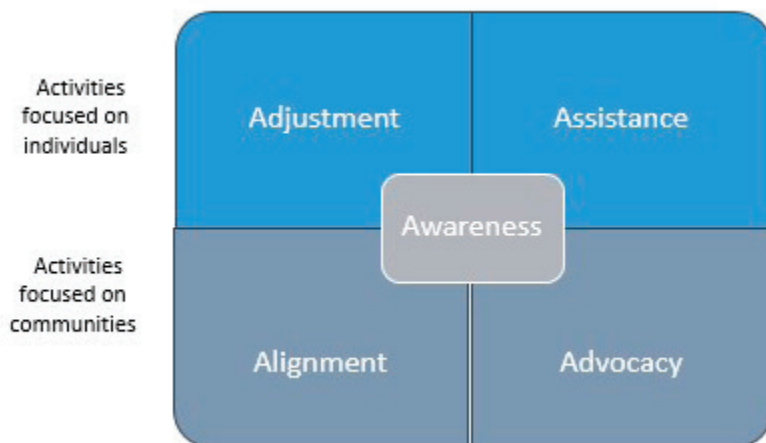 Activities
focused on
individuals
Adjustment
Assistance
Awareness
Activities
focused on
communities
Alignment
Advocacy